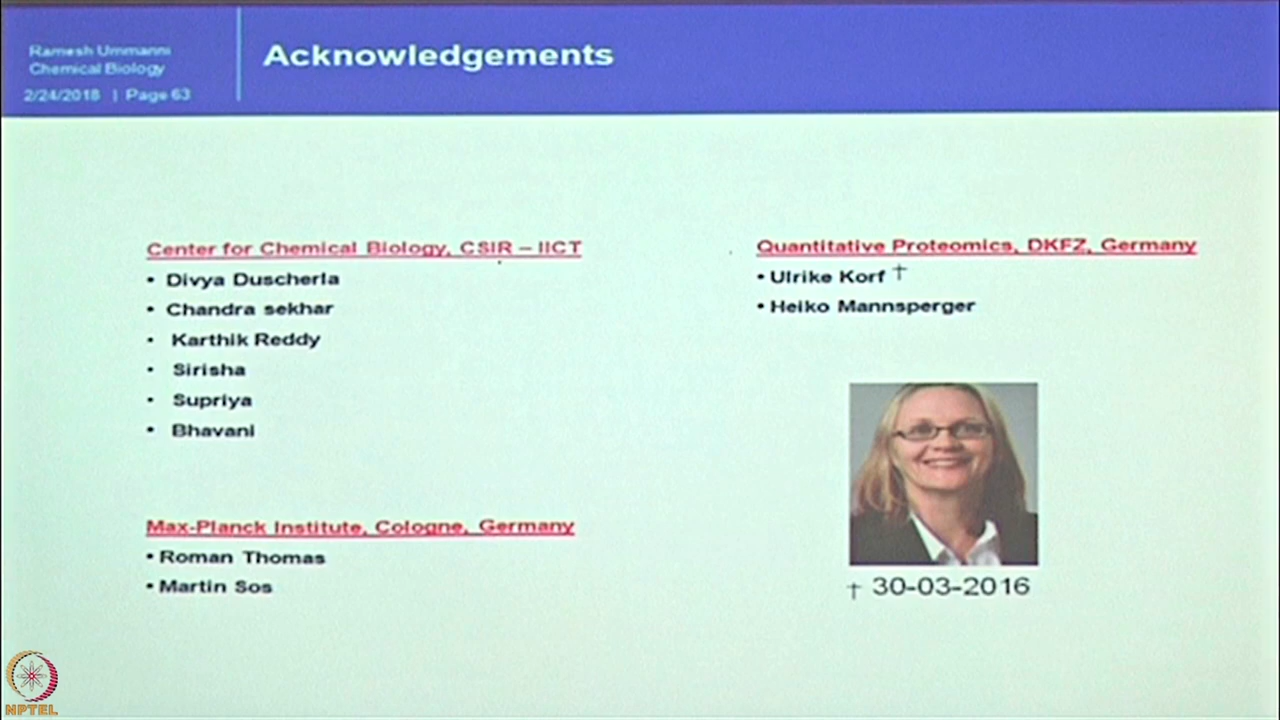 Ramesh Ummanni
Chemical Biology
2/24/2018 | Page 63
Acknowledgements
Center for Chemical Biology, CSIR – IICT
• Divya Duscherla
• Chandra sekhar
• Karthik Reddy
• Sirisha
• Supriya
• Bhavani
Max-Planck Institute, Cologne, Germany
• Roman Thomas
• Martin Sos
Quantitative Proteomics, DKFZ, Germany
• Ulrike Korf †
• Heiko Mannsperger
† 30-03-2016
NPTEL